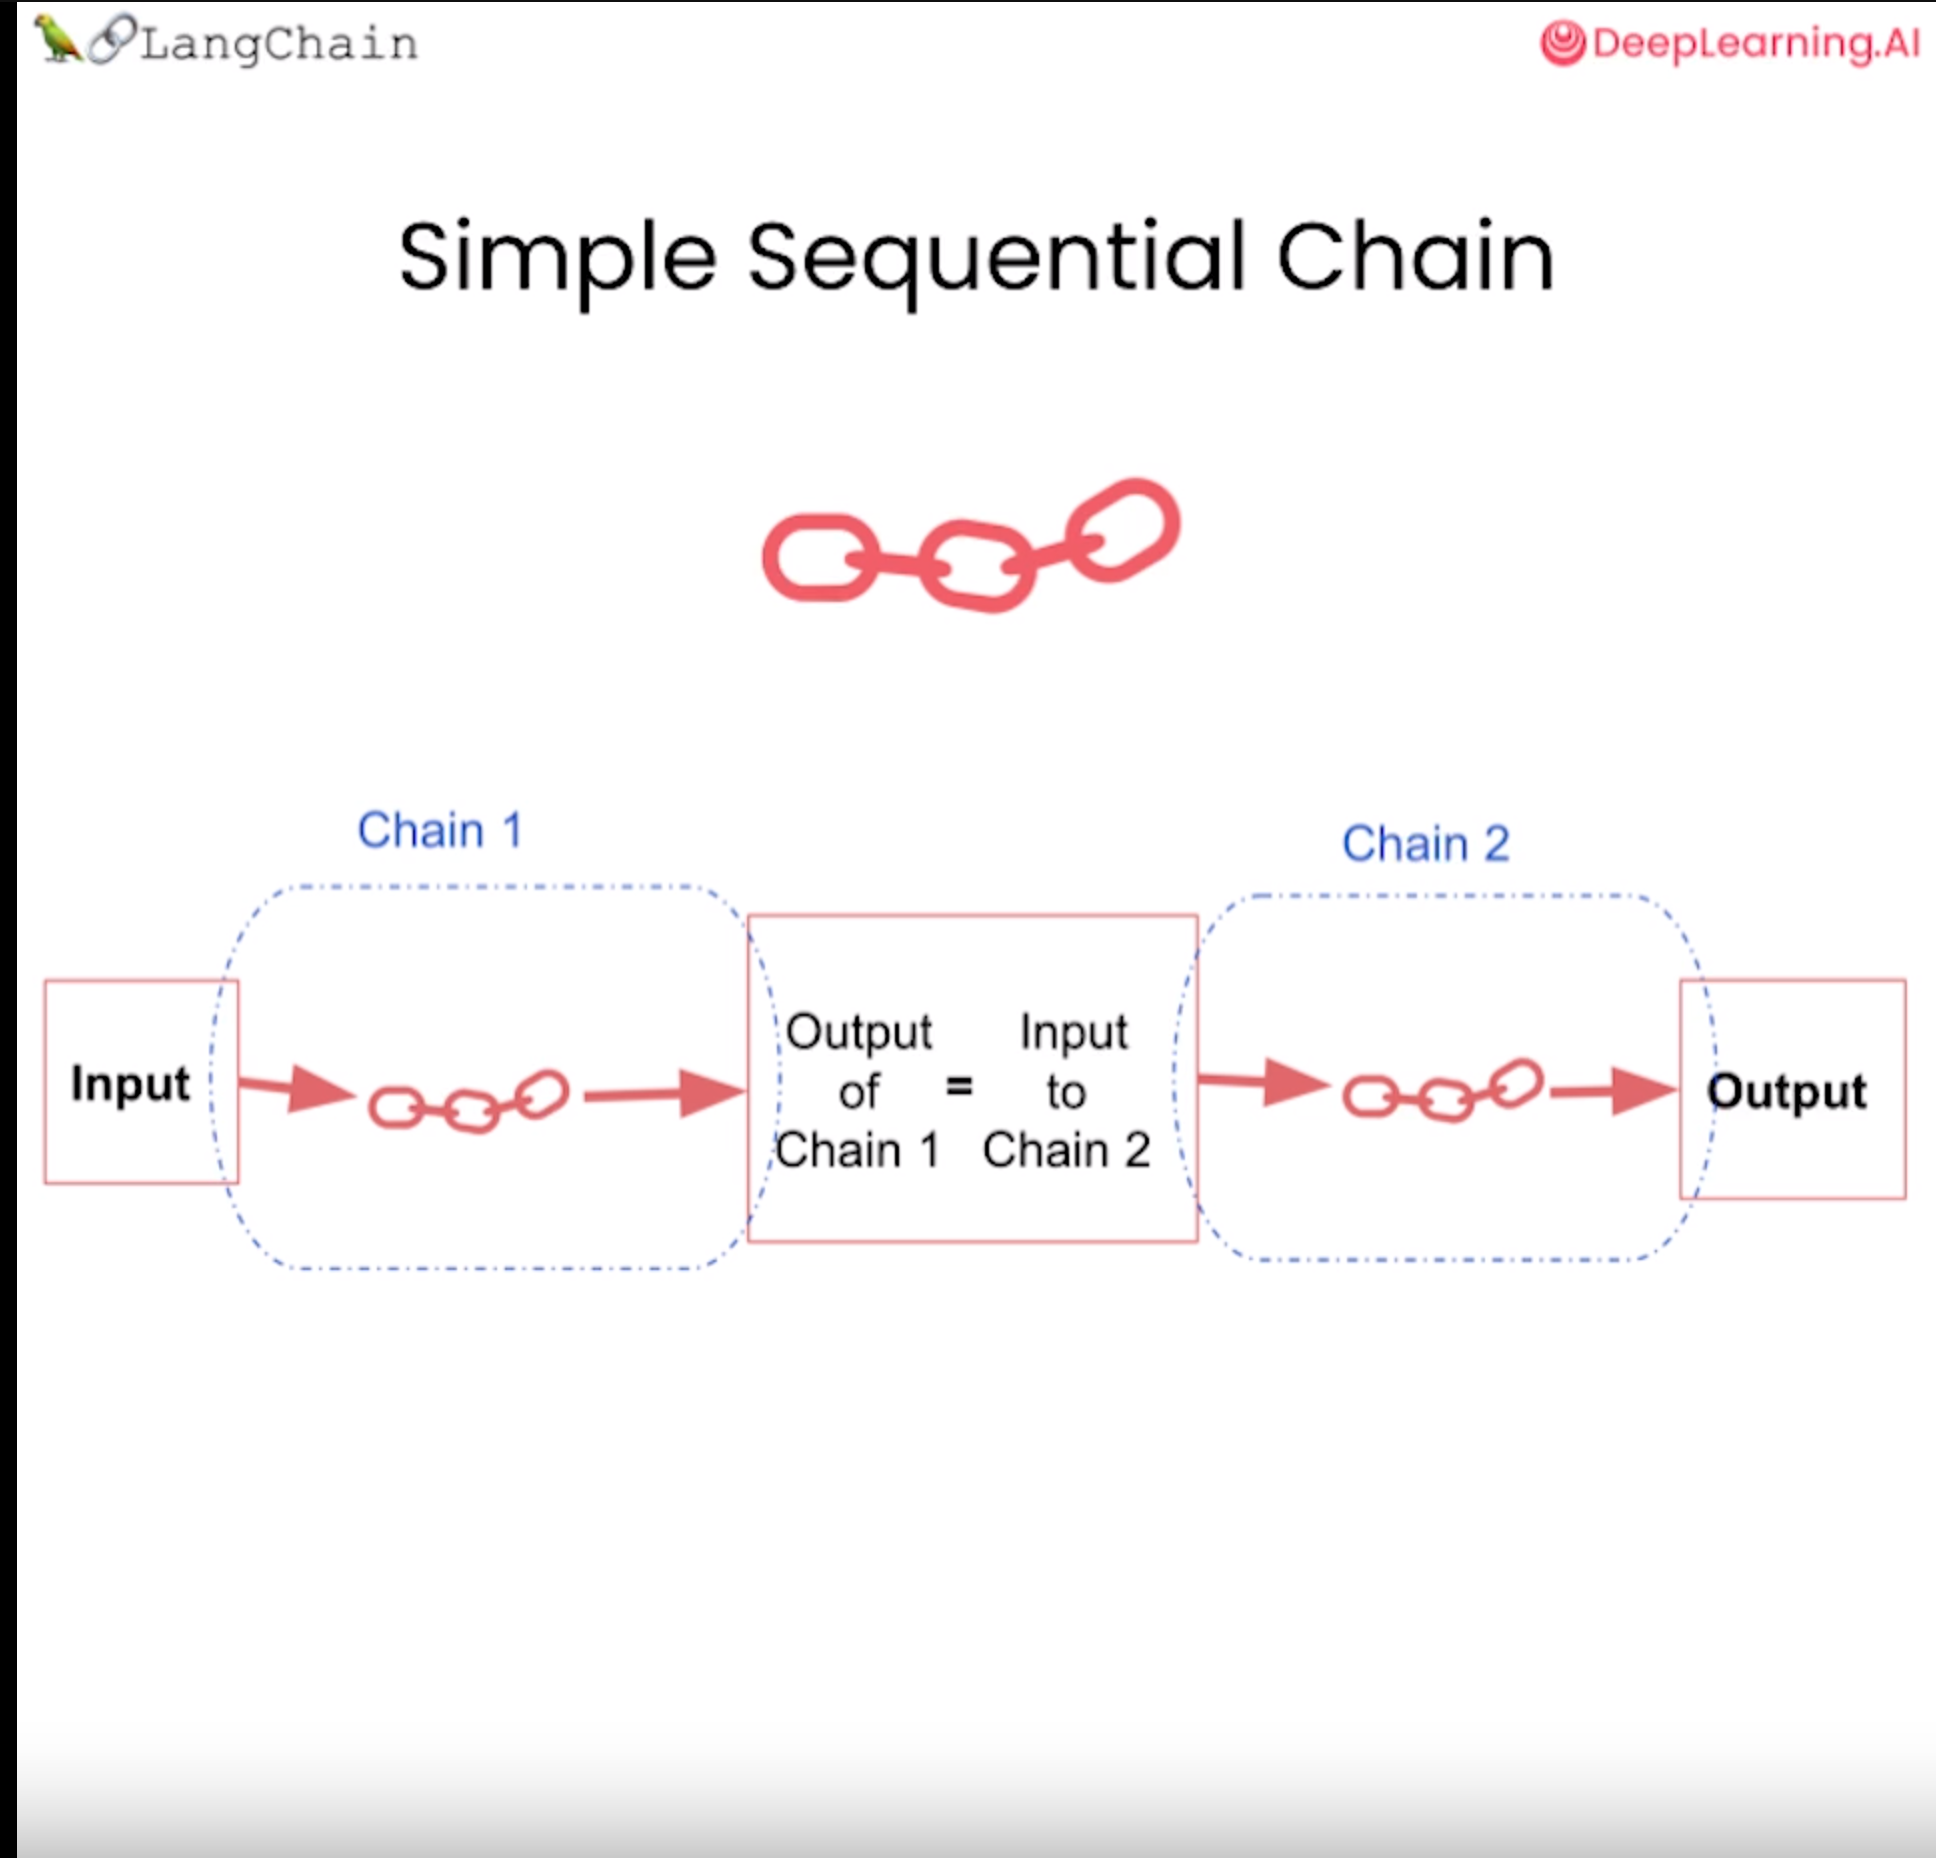 LangChain
DeepLearning.AI
Simple Sequential Chain
Chain 1
Chain 2
Input
Output of Chain 1
=
Input to Chain 2
Output